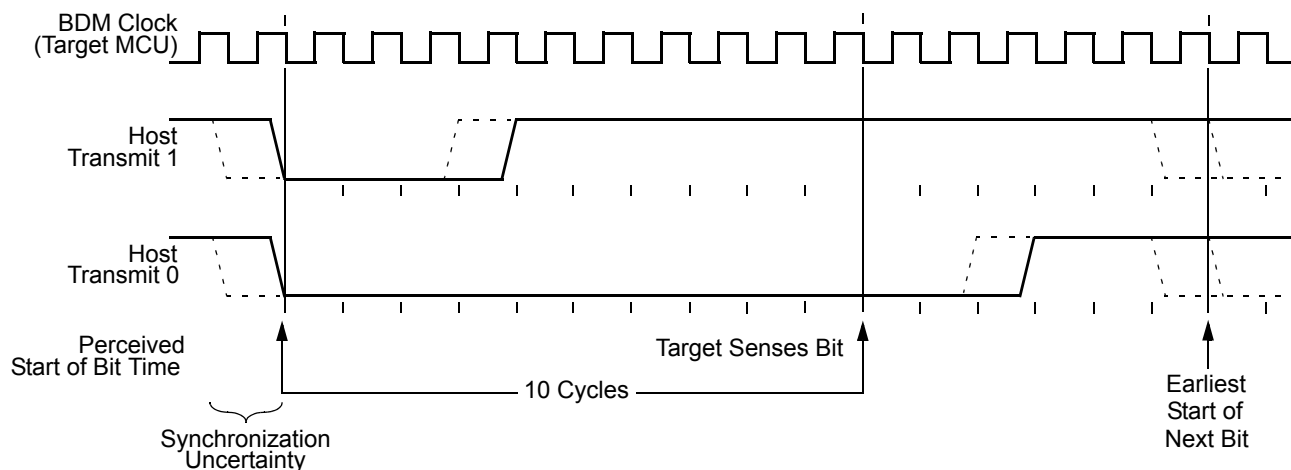 BDM Clock
(Target MCU)
Host
Transmit 1
Host
Transmit 0
Perceived
Start of Bit Time
Target Senses Bit
10 Cycles
Earliest
Start of
Next Bit
Synchronization
Uncertainty